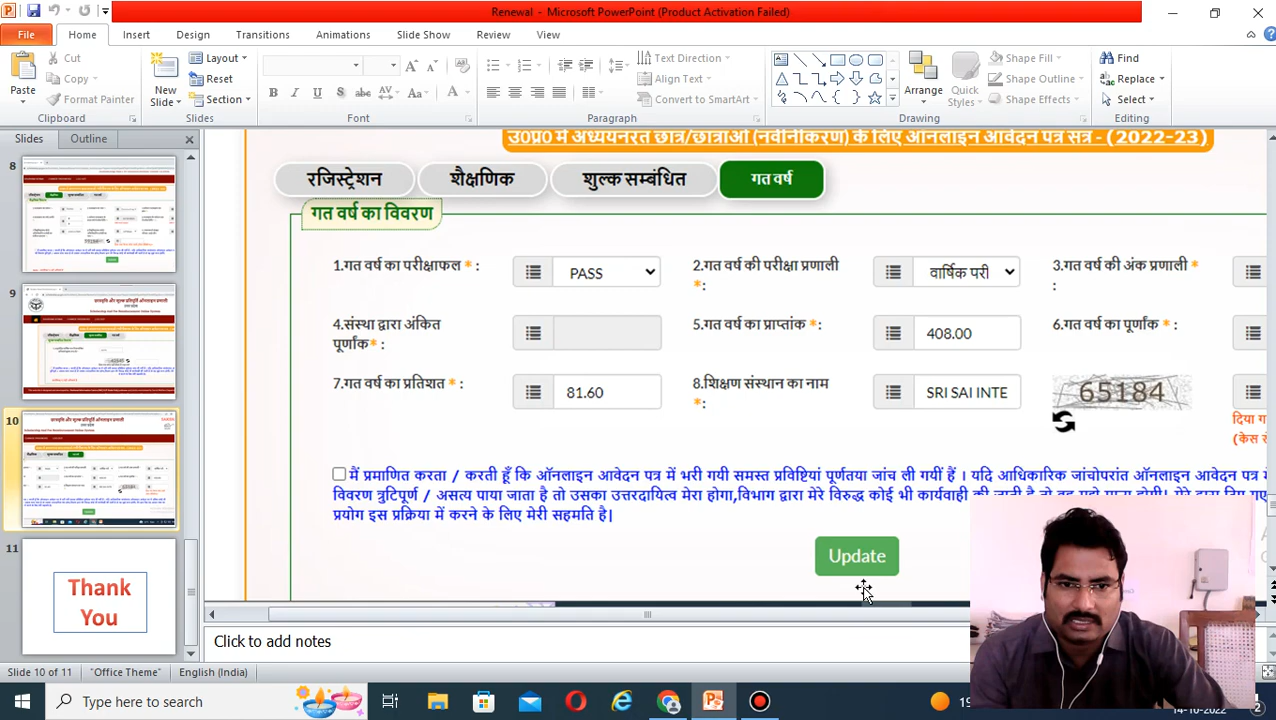 Renewal – Microsoft PowerPoint (Product Activation Failed)
File Home Insert Design Transitions Animations Slide Show Review View
Paste
Cut
Copy
Format Painter
Clipboard
New Slide
Layout
Reset
Section
Slides
Font
Paragraph
Text Direction
Align Text
Convert to SmartArt
Arrange
Quick Styles
Drawing
Shape Fill
Shape Outline
Shape Effects
Find
Replace
Select
Editing
Slides Outline
8
9
10
11
Thank
You
उ0प्र0 में अध्ययनरत छात्र/छात्राओं (नवीनीकरण) के लिए ऑनलाइन आवेदन पत्र सत्र - (2022-23)
रजिस्ट्रेशन शैक्षणिक शुल्क सम्बंधित गत वर्ष
गत वर्ष का विवरण
1.गत वर्ष का परीक्षाफल * : PASS 2.गत वर्ष की परीक्षा प्रणाली * : वार्षिक परी 3.गत वर्ष की अंक प्रणाली * :
4.संस्था द्वारा अंकित पूर्णांक* : 5.गत वर्ष का प्राप्तांक *: 408.00 6.गत वर्ष का पूर्णांक * :
7.गत वर्ष का प्रतिशत * : 81.60 8.शिक्षण संस्थान का नाम * : SRI SAI INTE 65184
दिया ग
(केस
मैं प्रमाणित करता / करती हूँ कि ऑनलाइन आवेदन पत्र में भरी गयी समस्त प्रविष्टियां पूर्णतया जांच ली गयीं हैं । यदि आधिकारिक जांचोपरांत ऑनलाइन आवेदन पत्र में
विवरण त्रुटिपूर्ण / असत्य पाया जाता है तो उसका उत्तरदायित्व मेरा होगा,विभाग द्वारा मेरे विरुद्ध कोई भी कार्यवाही की जाती है तो वह मुझे मान्य होगी। मेरे द्वारा दिए
प्रयोग इस प्रक्रिया में करने के लिए मेरी सहमति है।
Update
Click to add notes
Slide 10 of 11 "Office Theme" English (India)
Type here to search
14-10-2022